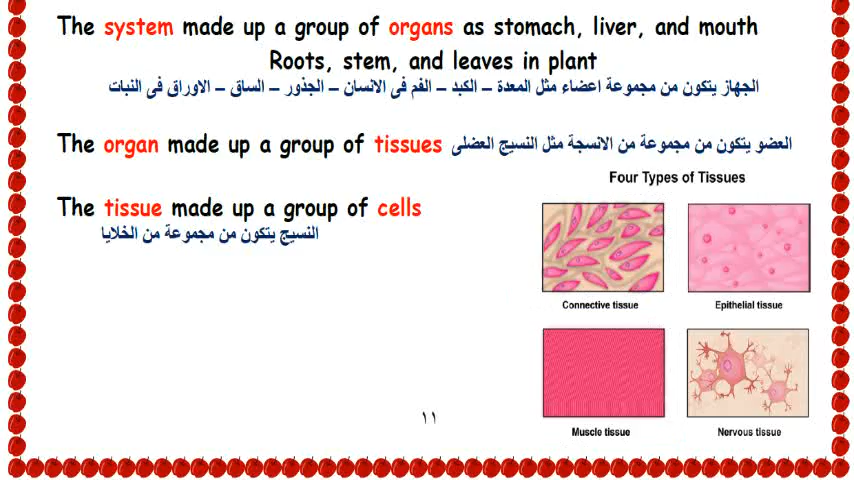 The system made up a group of organs as stomach, liver, and mouth
Roots, stem, and leaves in plant
الجهاز يتكون من مجموعة اعضاء مثل المعدة – الكبد – الفم فى الانسان – الجذور – الساق – الاوراق فى النبات
The organ made up a group of tissues العضو يتكون من مجموعة من الانسجة مثل النسيج العضلى
Four Types of Tissues
The tissue made up a group of cells
النسيج يتكون من مجموعة من الخلايا
Connective tissue
Epithelial tissue
Muscle tissue
Nervous tissue
١١